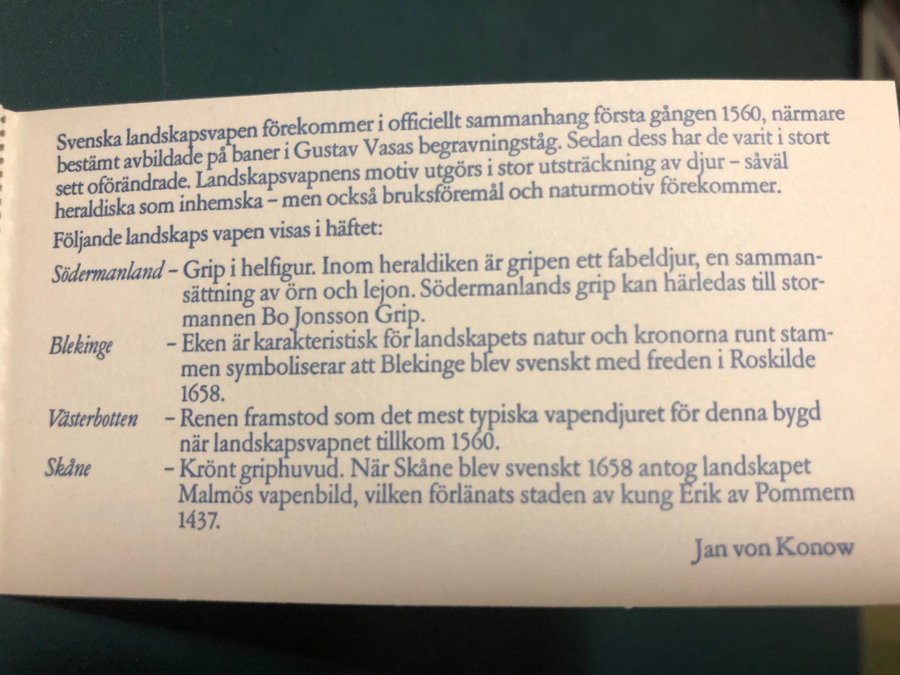 Svenska landskapsvapen förekommer i officiellt sammanhang första gången 1560, närmare
bestämt avbildade på baner i Gustav Vasas begravningståg. Sedan dess har de varit i stort
sett oförändrade. Landskapsvapnens motiv utgörs i stor utsträckning av djur – såväl
heraldiska som inhemska – men också bruksföremål och naturmotiv förekommer.
Följande landskaps vapen visas i häftet:
Södermanland – Grip i helfigur. Inom heraldiken är gripen ett fabeldjur, en samman-
sättning av örn och lejon. Södermanlands grip kan härledas till stor-
mannen Bo Jonsson Grip.
Blekinge – Eken är karakteristisk för landskapets natur och kronorna runt stam-
men symboliserar att Blekinge blev svenskt med freden i Roskilde
1658.
Västerbotten – Renen framstod som det mest typiska vapendjuret för denna bygd
när landskapsvapnet tillkom 1560.
Skåne – Krönt griphuvud. När Skåne blev svenskt 1658 antog landskapet
Malmös vapenbild, vilken förlänats staden av kung Erik av Pommern
1437.
Jan von Konow